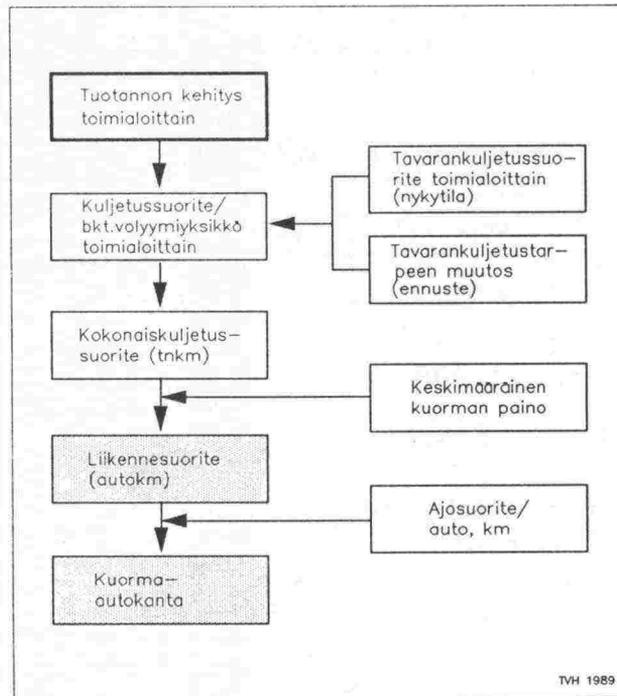 Tuotannon kehitys
toimialoittain
Kuljetussuorite/
bkt.volyymiyksikkö
toimialoittain
Tavarankuljetussuo-
rite toimialoittain
(nykytila)
Tavarankuljetustar-
peen muutos
(ennuste)
Kokonaiskuljetus-
suorite (tnkm)
Keskimääräinen
kuorman paino
Liikennesuorite
(autokm)
Ajosuorite/
auto, km
Kuorma-
autokanta
TVH 1989